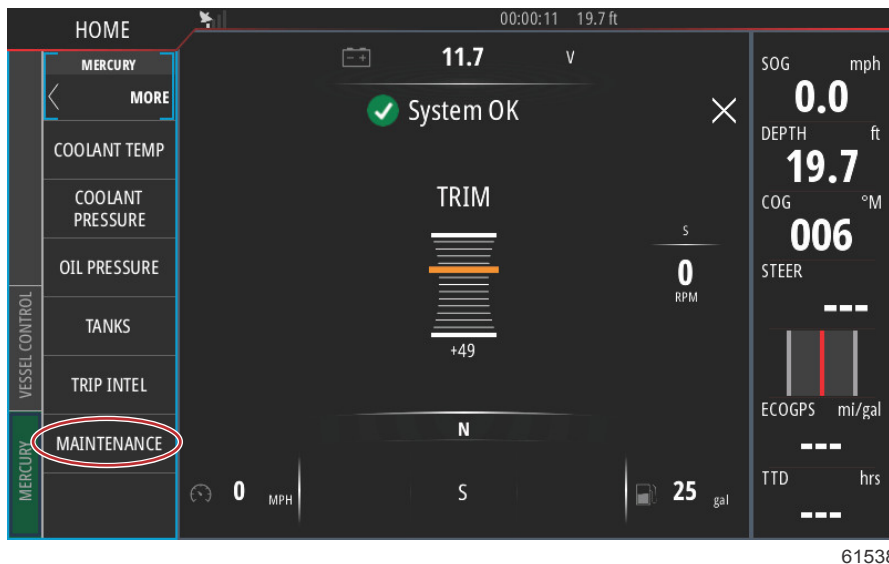 HOME
00:00:11 19.7 ft
MERCURY
MORE
COOLANT TEMP
COOLANT
PRESSURE
OIL PRESSURE
TANKS
TRIP INTEL
MAINTENANCE
VESSEL CONTROL
MERCURY
11.7 V
System OK
TRIM
+49
S
0
RPM
N
0 MPH
S
25 gal
SOG mph
0.0
DEPTH ft
19.7
COG °M
006
STEER
---
ECOGPS mi/gal
---
TTD hrs
---
61538